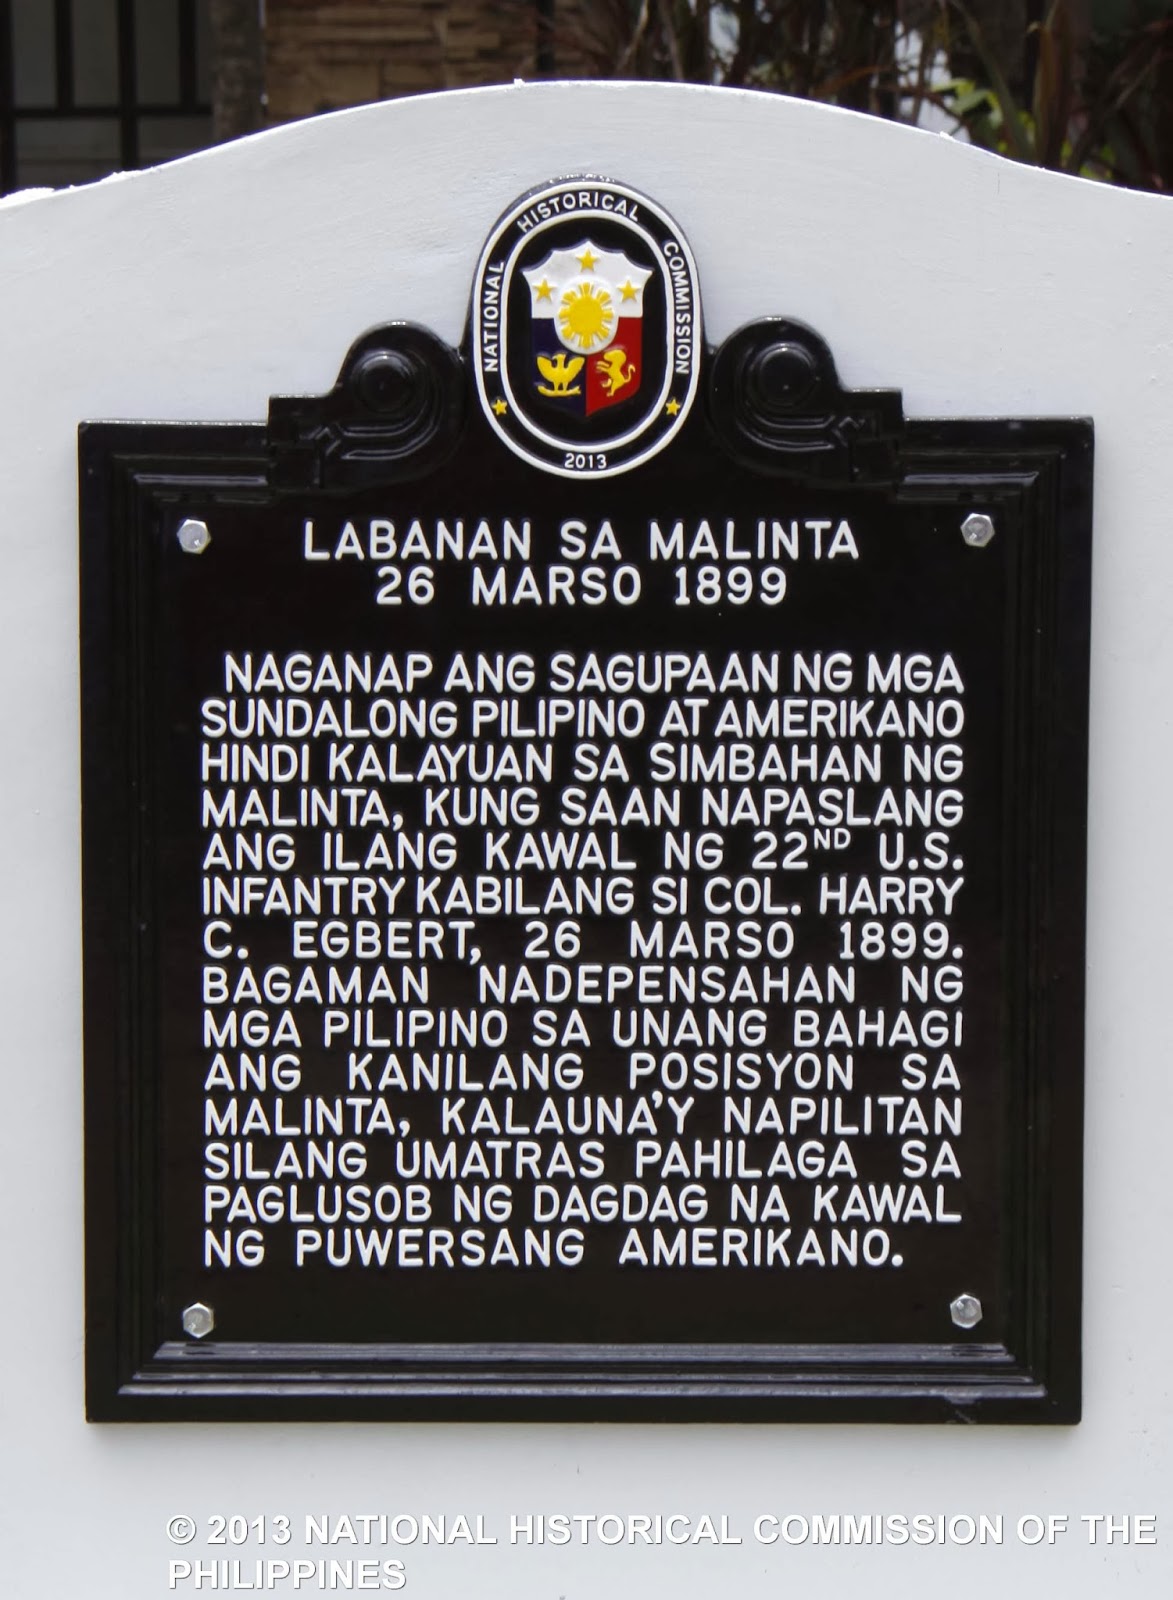 NATIONAL HISTORICAL COMMISSION
2013
LABANAN SA MALINTA
26 MARSO 1899
NAGANAP ANG SAGUPAAN NG MGA
SUNDALONG PILIPINO AT AMERIKANO
HINDI KALAYUAN SA SIMBAHAN NG
MALINTA, KUNG SAAN NAPASLANG
ANG ILANG KAWAL NG 22ND U.S.
INFANTRY KABILANG SI COL. HARRY
C. EGBERT, 26 MARSO 1899.
BAGAMAN NADEPENSAHAN NG
MGA PILIPINO SA UNANG BAHAGI
ANG KANILANG POSISYON SA
MALINTA, KALAUNA'Y NAPILITAN
SILANG UMATRAS PAHILAGA SA
PAGLUSOB NG DAGDAG NA KAWAL
NG PUWERSANG AMERIKANO.
© 2013 NATIONAL HISTORICAL COMMISSION OF THE
PHILIPPINES